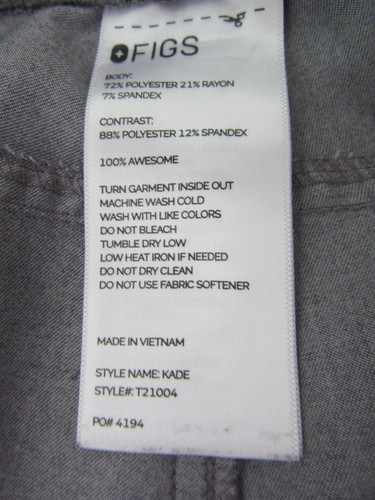 FIGS
BODY:
72% POLYESTER 21% RAYON
7% SPANDEX
CONTRAST:
88% POLYESTER 12% SPANDEX
100% AWESOME
TURN GARMENT INSIDE OUT
MACHINE WASH COLD
WASH WITH LIKE COLORS
DO NOT BLEACH
TUMBLE DRY LOW
LOW HEAT IRON IF NEEDED
DO NOT DRY CLEAN
DO NOT USE FABRIC SOFTENER
MADE IN VIETNAM
STYLE NAME: KADE
STYLE#: T21004
PO# 4194